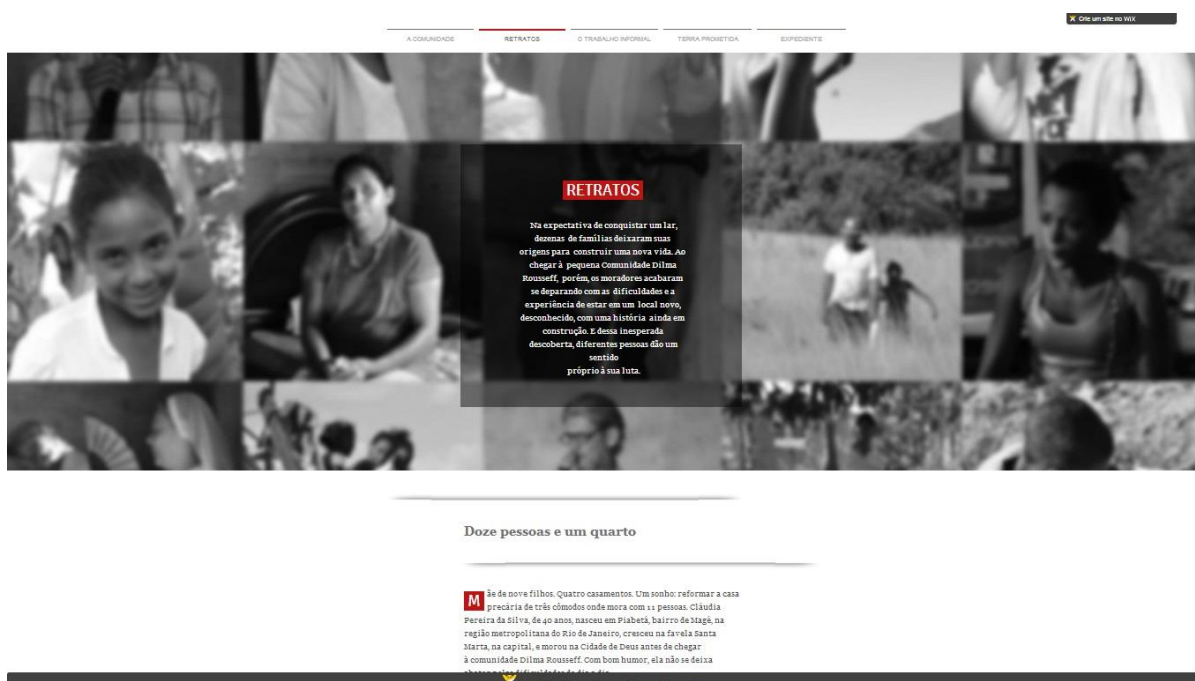 Crie um site no WiX
A COMUNIDADE RETRATOS O TRABALHO INFORMAL TERRA PROMETIDA EXPEDIENTE
RETRATOS
Na expectativa de conquistar um lar,
dezenas de famílias deixaram suas
origens para construir uma nova vida. Ao
chegar à pequena Comunidade Dilma
Rousseff, porém, os moradores acabaram
se deparando com as dificuldades e a
experiência de estar em um local novo,
desconhecido, com uma história ainda em
construção. E dessa inesperada
descoberta, diferentes pessoas dão um
sentido
próprio à sua luta.
Doze pessoas e um quarto
Mãe de nove filhos. Quatro casamentos. Um sonho: reformar a casa
precária de três cômodos onde mora com 11 pessoas. Cláudia
Pereira da Silva, de 40 anos, nasceu em Piabetá, bairro de Magé, na
região metropolitana do Rio de Janeiro, cresceu na favela Santa
Marta, na capital, e morou na Cidade de Deus antes de chegar
à comunidade Dilma Rousseff. Com bom humor, ela não se deixa